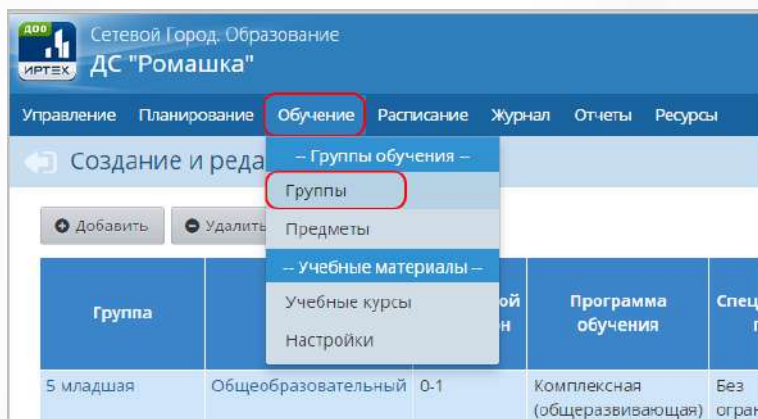 ДОО
ИРТЕХ
Сетевой Город. Образование
ДС "Ромашка"
Управление Планирование Обучение Расписание Журнал Отчеты Ресурсы
Создание и реда
-- Группы обучения --
Группы
Добавить Удалить
Предметы
-- Учебные материалы --
Учебные курсы
Настройки
Группа
ой
н
Программа
обучения
Спец
п
5 младшая Общеобразовательный 0-1 Комплексная
(общеразвивающая)
Без
огран